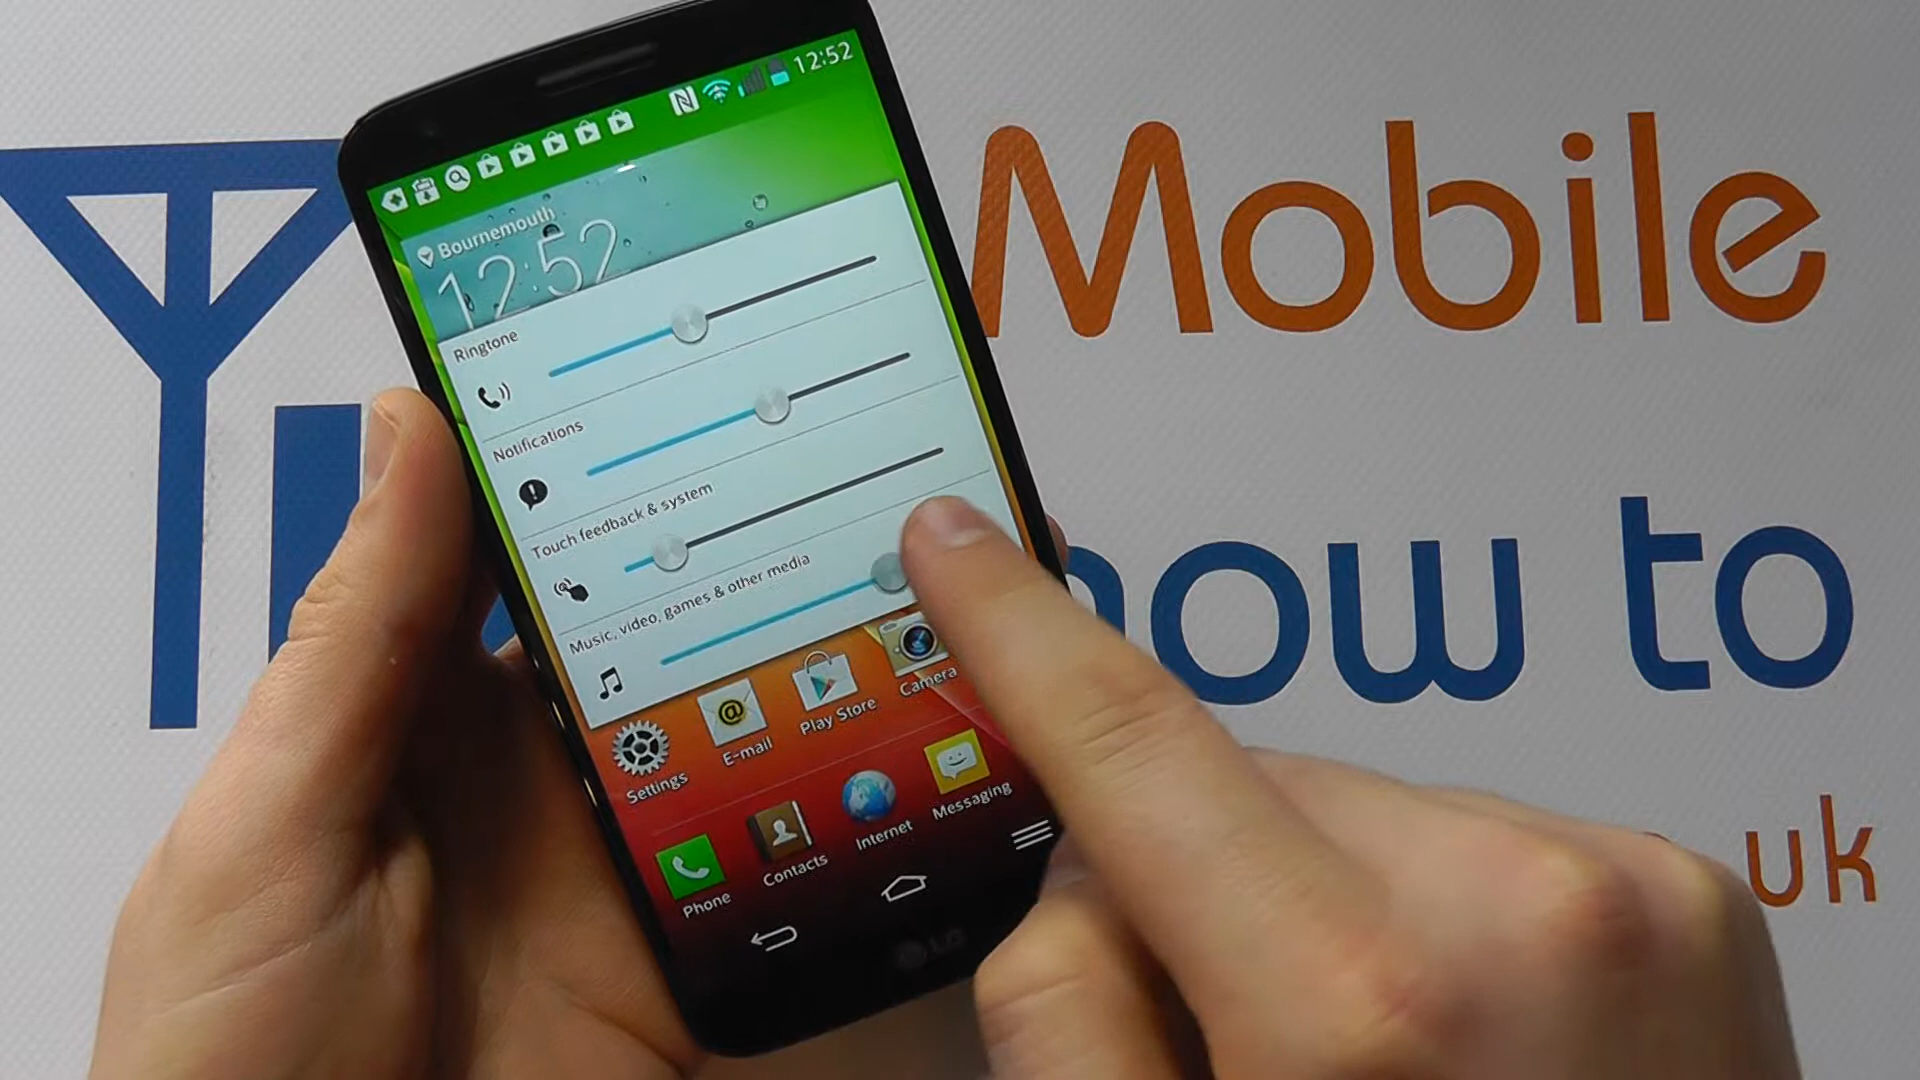 12:52
Bournemouth
12:52
Ringtone
Notifications
Touch feedback & system
Music, video, games & other media
Settings
E-mail
Play Store
Camera
Phone
Contacts
Internet
Messaging
LG
Mobile
how to
uk